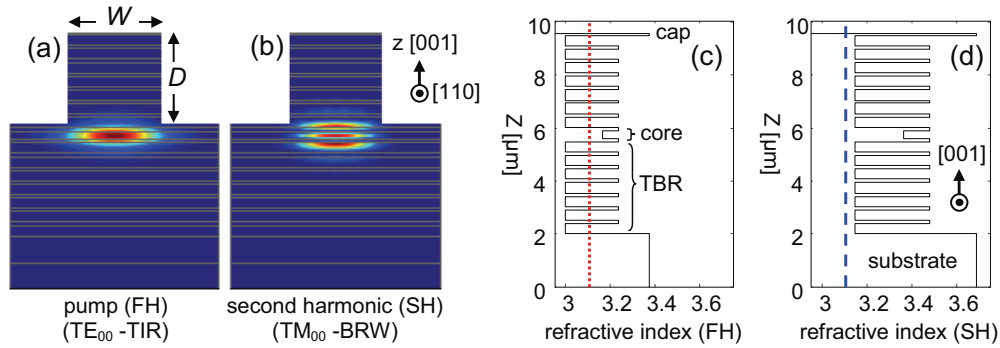 W
(a)
D
(b)
z [001]
[110]
pump (FH)
(TE00 -TIR)
second harmonic (SH)
(TM00 -BRW)
(c)
cap
core
TBR
10
8
6
4
2
0
Z [μm]
3 3.2 3.4 3.6
refractive index (FH)
(d)
[001]
substrate
10
8
6
4
2
0
Z [μm]
3 3.2 3.4 3.6
refractive index (SH)